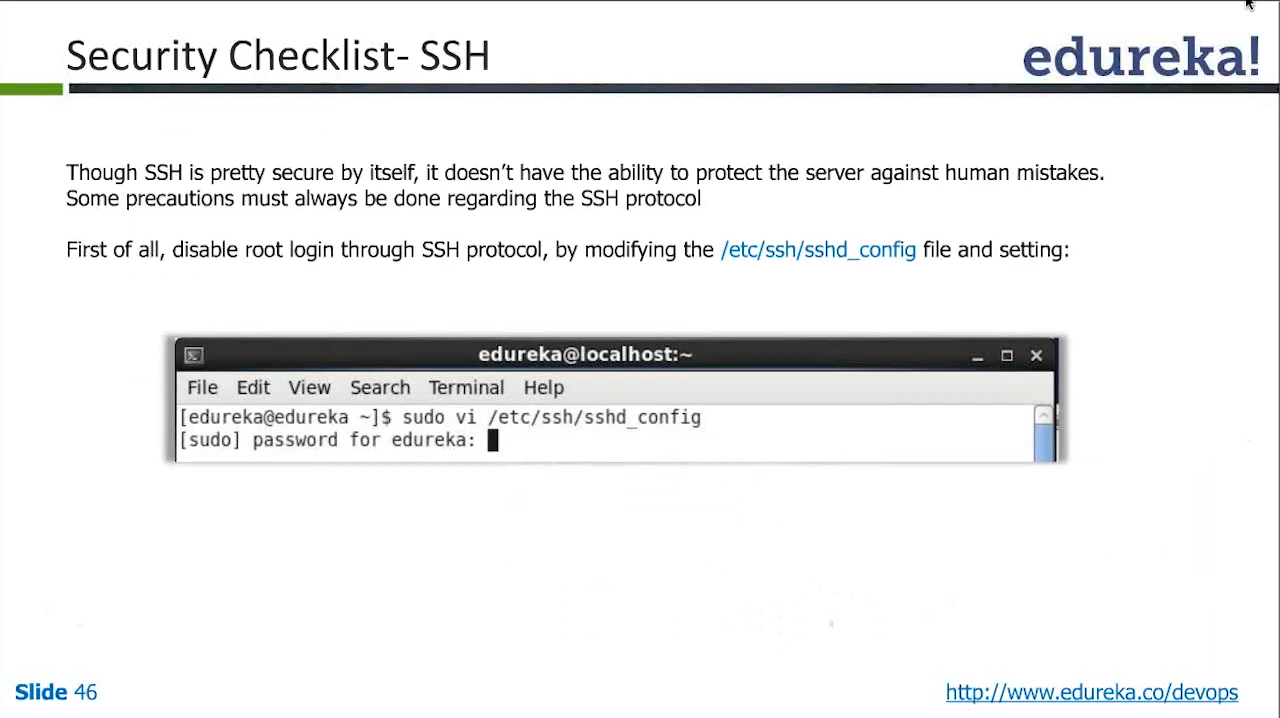 Security Checklist- SSH
edureka!
Though SSH is pretty secure by itself, it doesn’t have the ability to protect the server against human mistakes.
Some precautions must always be done regarding the SSH protocol
First of all, disable root login through SSH protocol, by modifying the /etc/ssh/sshd_config file and setting:
edureka@localhost:~
File Edit View Search Terminal Help
[edureka@edureka ~]$ sudo vi /etc/ssh/sshd_config
[sudo] password for edureka:
Slide 46
http://www.edureka.co/devops